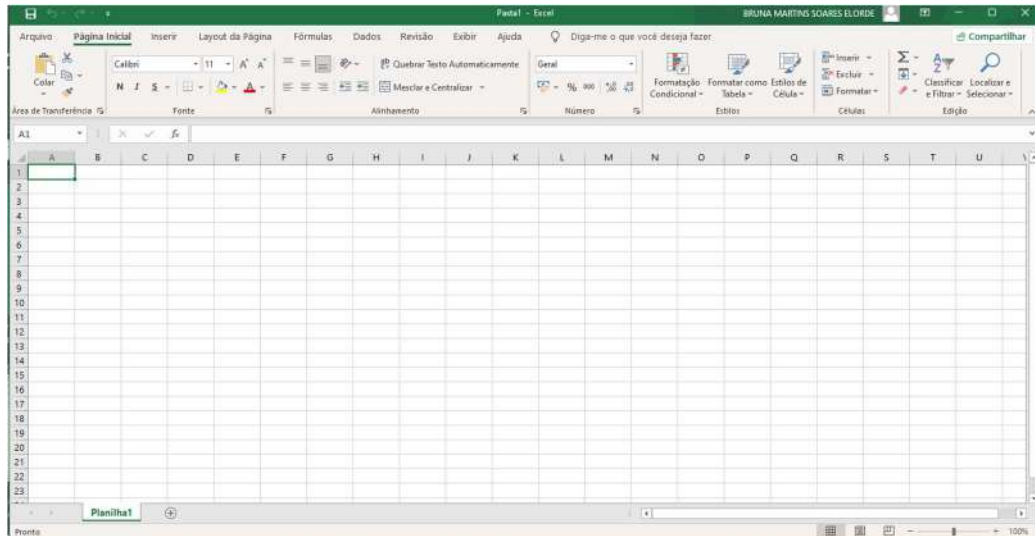 Pasta1 - Excel
BRUNA MARTINS SOARES ELORDE
Arquivo Página Inicial Inserir Layout da Página Fórmulas Dados Revisão Exibir Ajuda Diga-me o que você deseja fazer Compartilhar
Colar
Calibri 11 A A
N I S A
Quebrar Texto Automaticamente
Mesclar e Centralizar
Geral
% 000
Formatação Condicional
Formatar como Tabela
Estilos de Célula
Inserir
Excluir
Formatar
Classificar e Filtrar
Localizar e Selecionar
Área de Transferência Fonte Alinhamento Número Estilos Células Edição
A1 fx
A B C D E F G H I J K L M N O P Q R S T U
1
2
3
4
5
6
7
8
9
10
11
12
13
14
15
16
17
18
19
20
21
22
23
Planilha1
Pronto 100%